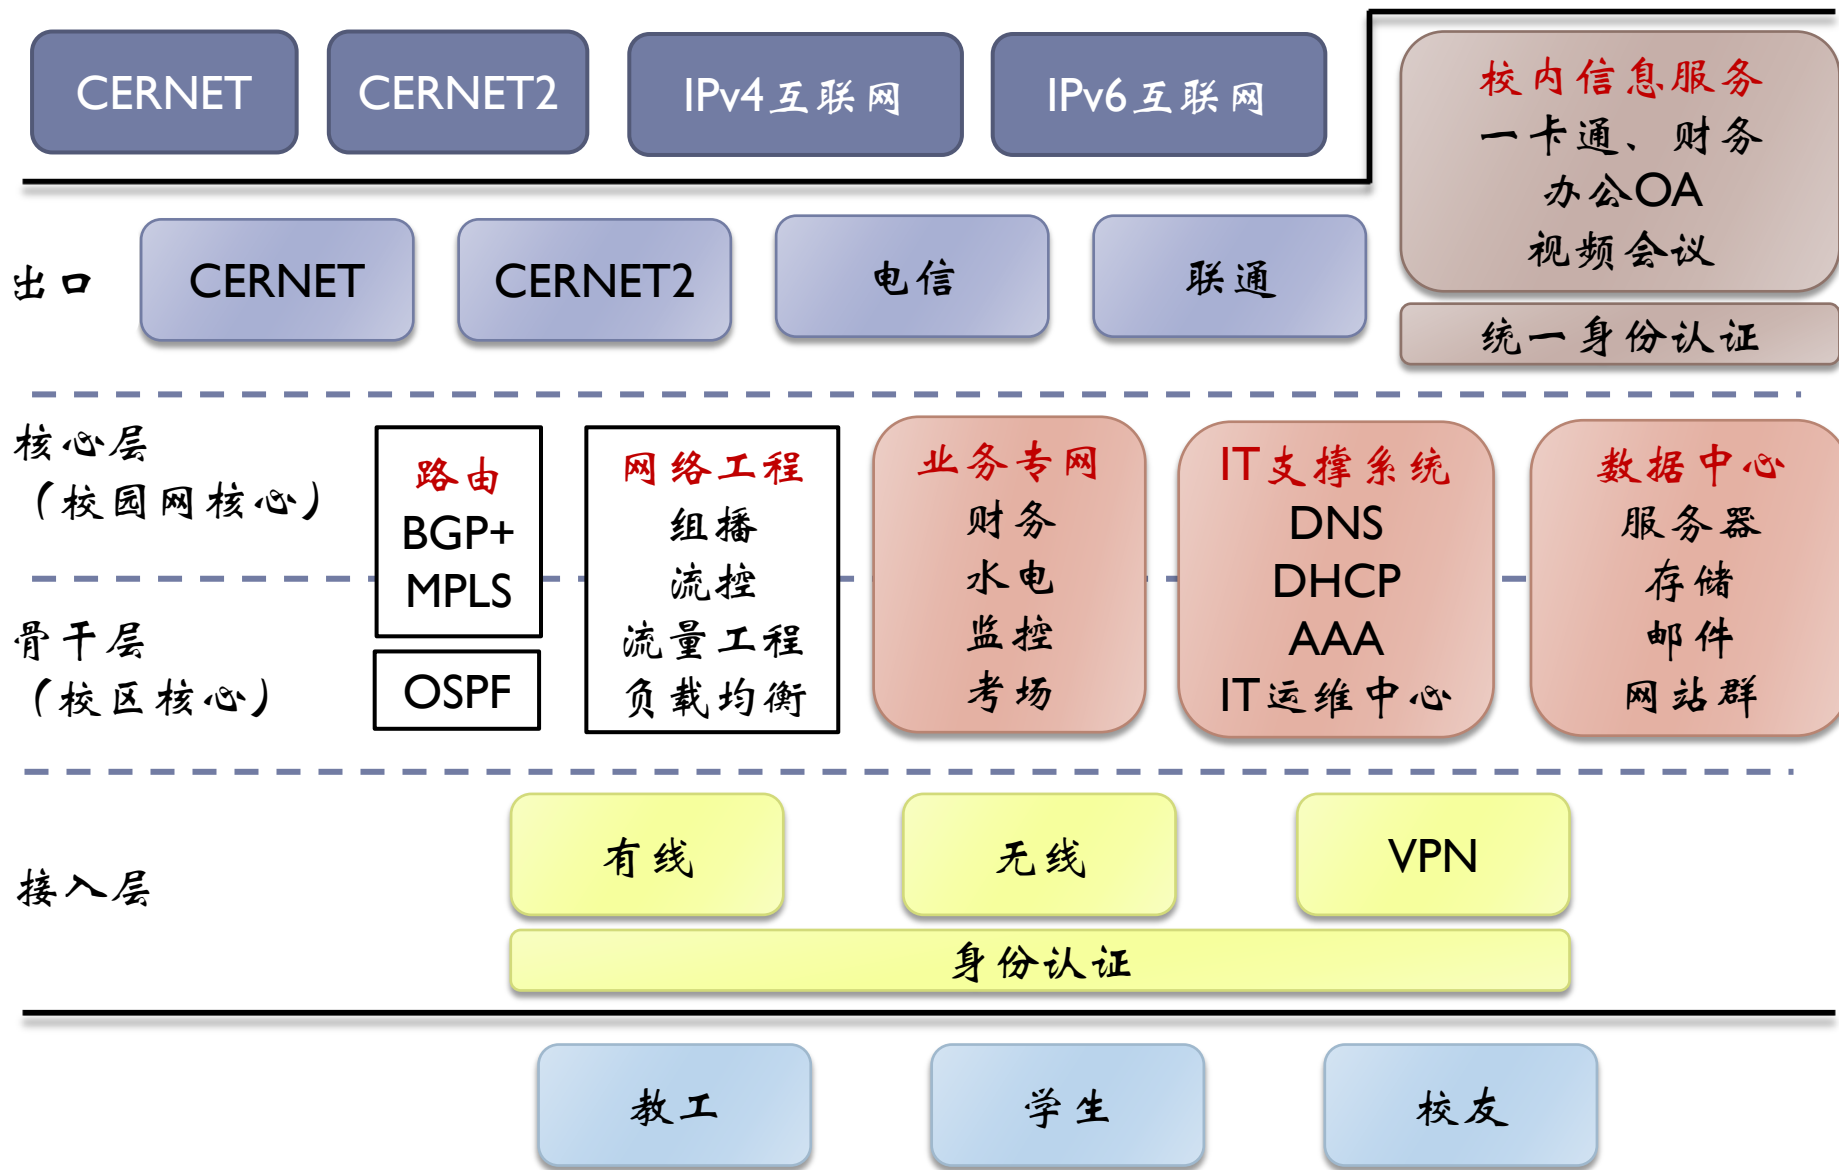 CERNET
CERNET2
IPv4互联网
IPv6互联网
校内信息服务
一卡通、财务
办公OA
视频会议
统一身份认证
出口
CERNET
CERNET2
电信
联通
核心层
（校园网核心）
骨干层
（校区核心）
路由
BGP+
MPLS
OSPF
网络工程
组播
流控
流量工程
负载均衡
业务专网
财务
水电
监控
考场
IT支撑系统
DNS
DHCP
AAA
IT运维中心
数据中心
服务器
存储
邮件
网站群
接入层
有线
无线
VPN
身份认证
教工
学生
校友